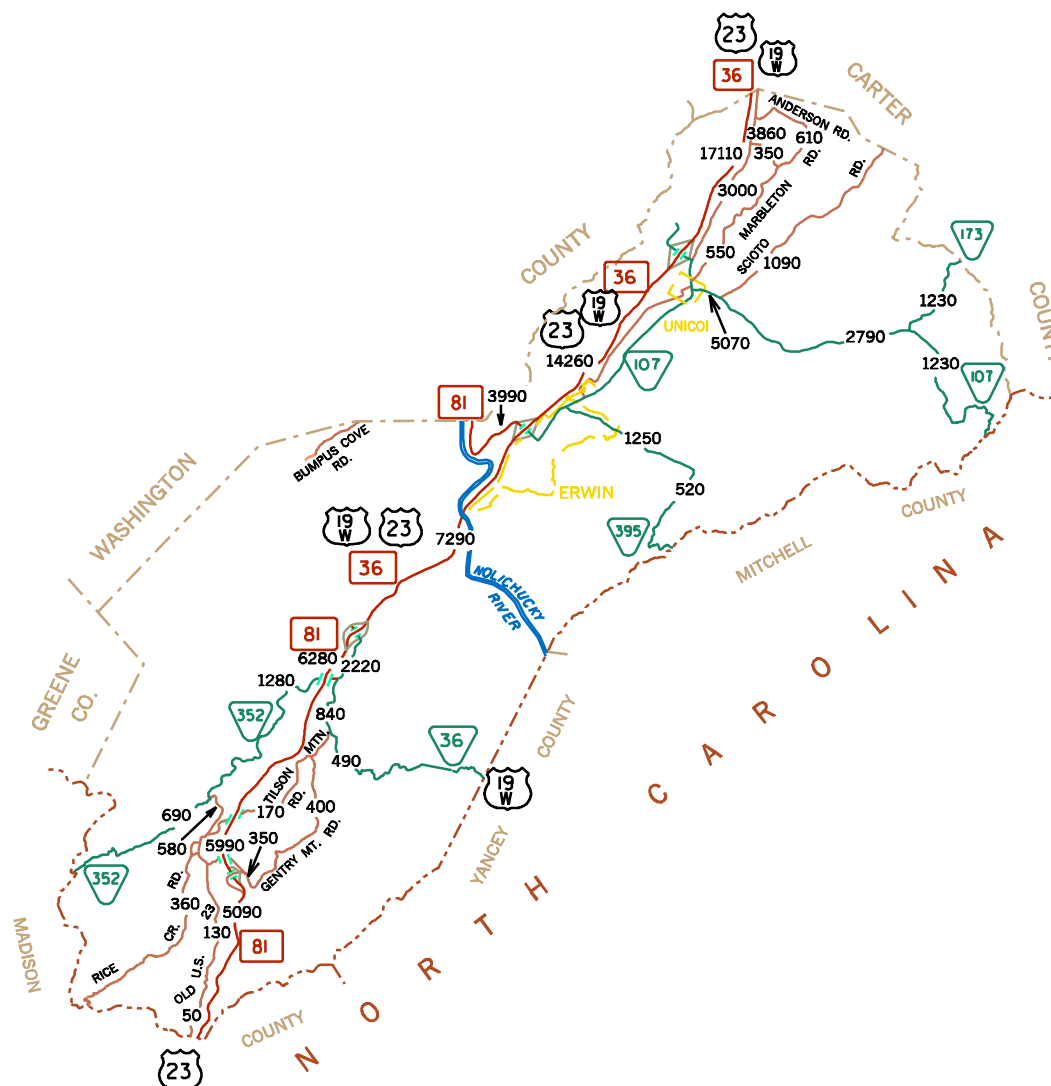 23
19 W
36
CARTER
ANDERSON RD.
3860
610
17110
350
RD.
RD.
3000
MARBLETON
COUNTY
550
SCIOTO
1090
173
36
19 W
23
UNICOI
5070
1230
COUNTY
14260
107
2790
1230
107
81
3990
BUMPUS COVE RD.
1250
ERWIN
520
WASHINGTON
19 W
23
7290
395
COUNTY
MITCHELL
36
NOLICHUCKY RIVER
81
6280
2220
1280
GREENE CO.
352
840
MTN.
36
COUNTY
490
19 W
TILSON RD.
690
170
400
580
5990
350
GENTRY MT. RD.
YANCEY
352
RD.
360
23
5090
130
CR.
81
MADISON
RICE
OLD U.S.
50
COUNTY
23
NORTH CAROLINA